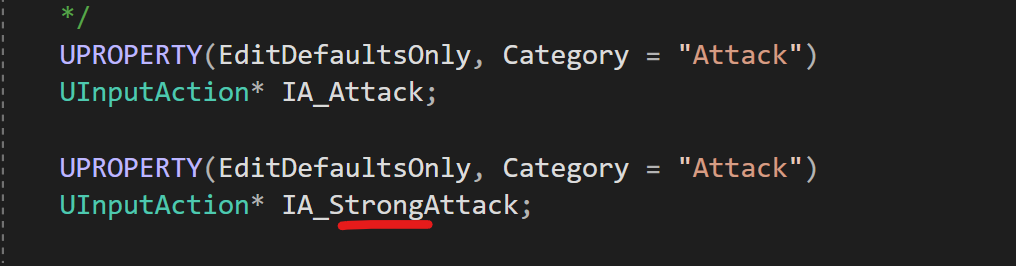 */
UPROPERTY(EditDefaultsOnly, Category = "Attack")
UInputAction* IA_Attack;
UPROPERTY(EditDefaultsOnly, Category = "Attack")
UInputAction* IA_StrongAttack;